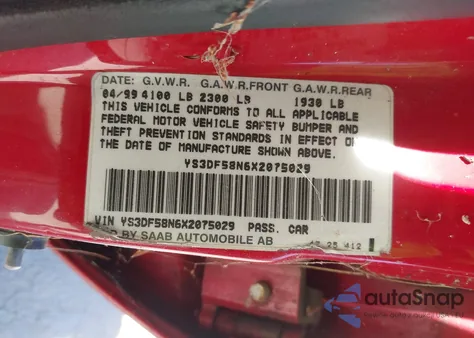 DATE: G.V.W.R. G.A.W.R.FRONT G.A.W.R.REAR
04/99 4100 LB 2300 LB 1930 LB
THIS VEHICLE CONFORMS TO ALL APPLICABLE
FEDERAL MOTOR VEHICLE SAFETY BUMPER AND
THEFT PREVENTION STANDARDS IN EFFECT ON
THE DATE OF MANUFACTURE SHOWN ABOVE.
YS3DF58N6X2075029
VIN YS3DF58N6X2075029 PASS. CAR
BY SAAB AUTOMOBILE AB
25 412
autoSnap